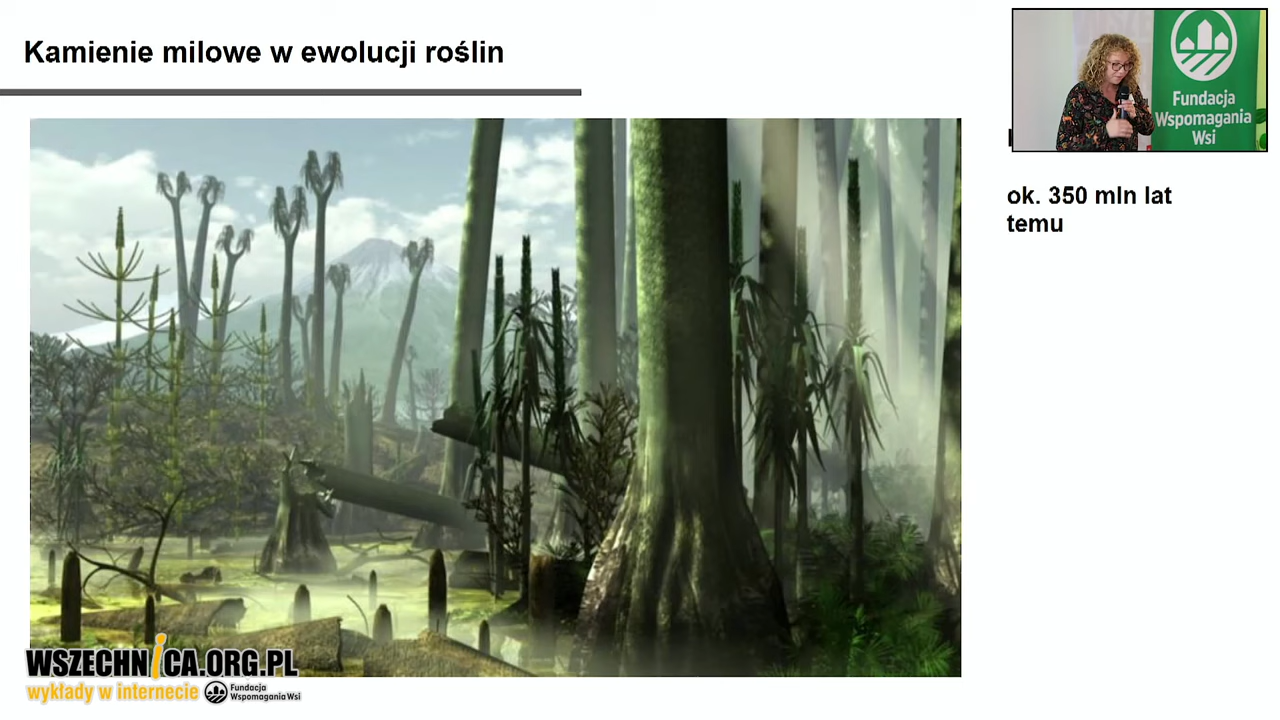 Kamienie milowe w ewolucji roślin
Fundacja
Wspomagania
Wsi
ok. 350 mln lat
temu
WSZECHNICA.ORG.PL
wykłady w internecie
Fundacja
Wspomagania Wsi